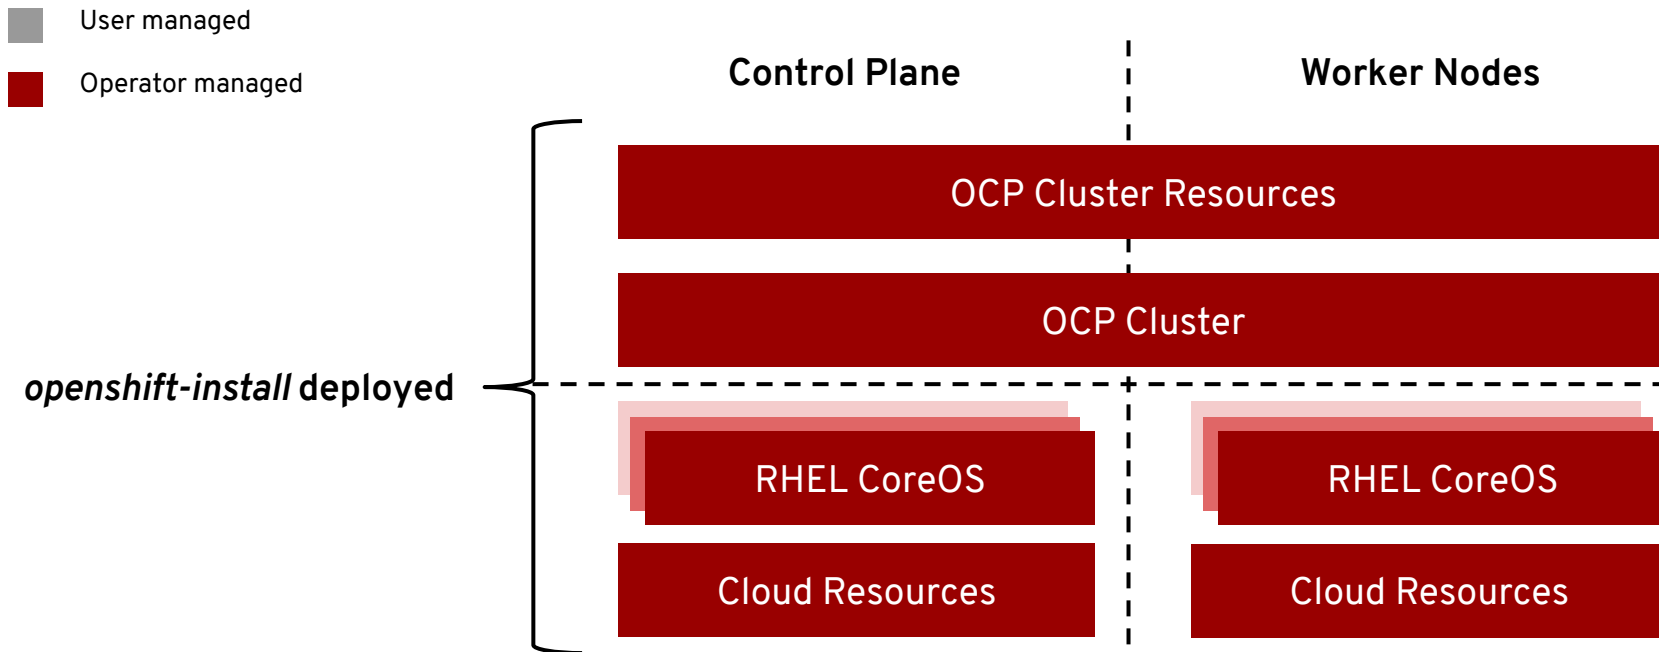 User managed
Operator managed
Control Plane
Worker Nodes
OCP Cluster Resources
OCP Cluster
openshift-install deployed
RHEL CoreOS
RHEL CoreOS
Cloud Resources
Cloud Resources